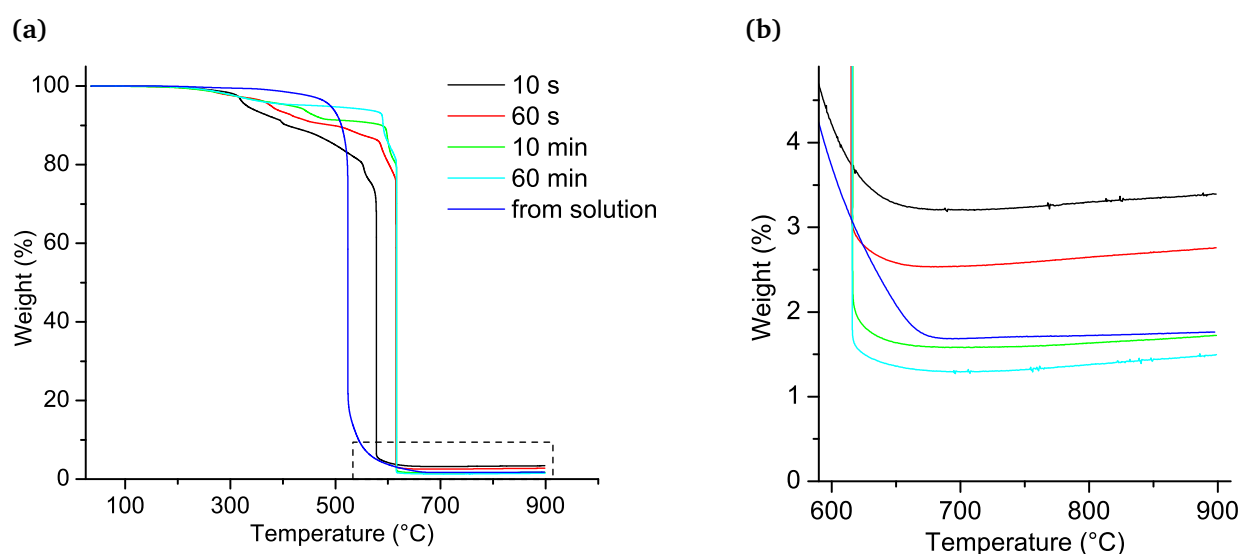 (a)
100
80
60
40
20
0
Weight (%)
100 300 500 700 900
Temperature (°C)
10 s
60 s
10 min
60 min
from solution
(b)
4
3
2
1
0
Weight (%)
600 700 800 900
Temperature (°C)